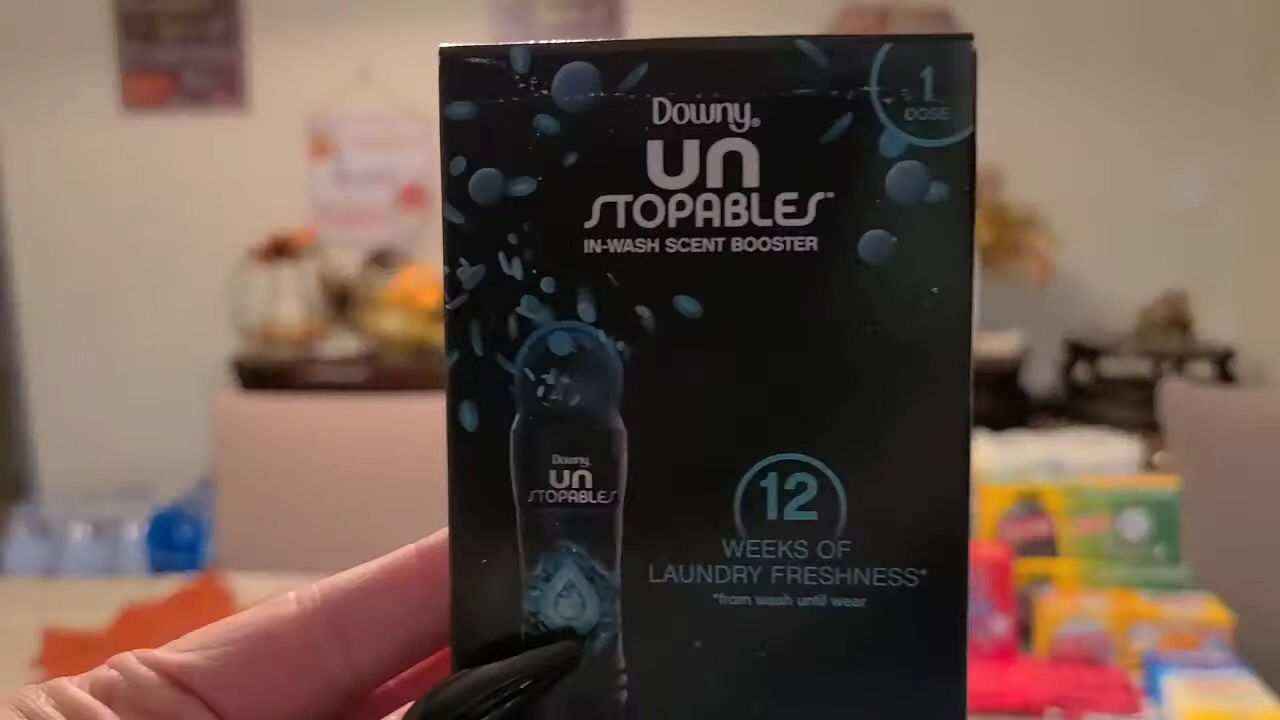 1
DOSE
Downy®
un
STOPABLES™
IN-WASH SCENT BOOSTER
Downy
un
STOPABLES
12
WEEKS OF
LAUNDRY FRESHNESS*
*from wash until wear